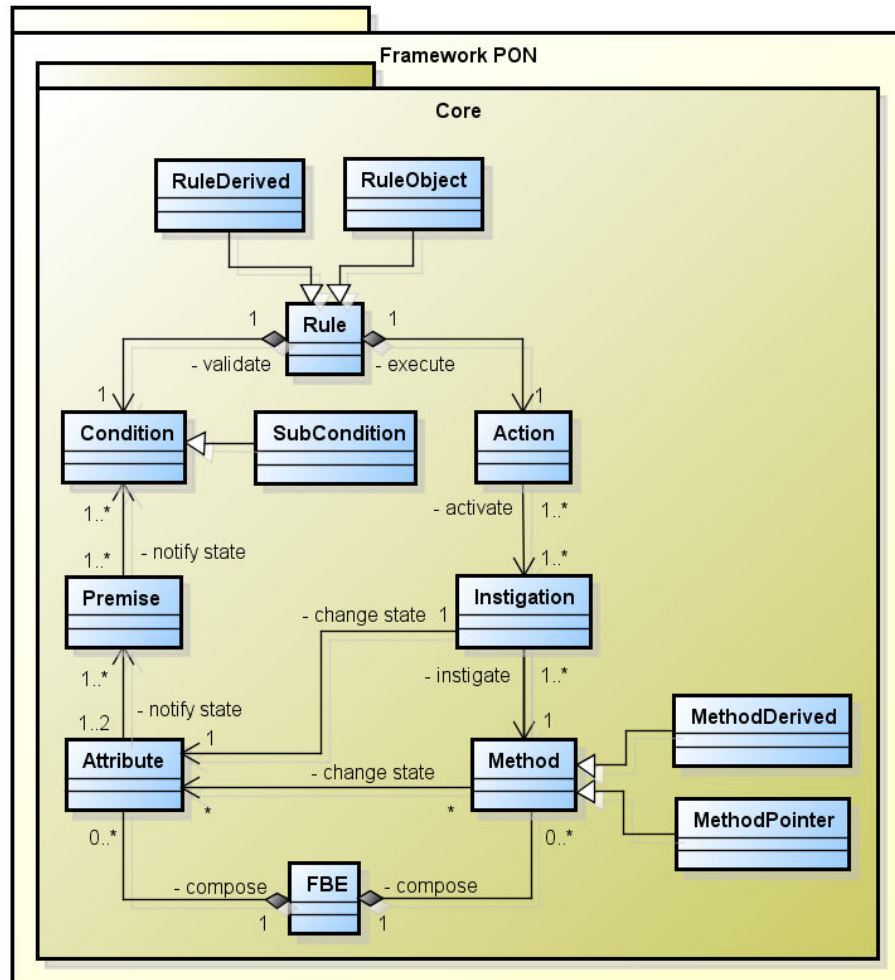 Framework PON
Core
RuleDerived
RuleObject
1
Rule
1
- validate
- execute
1
1
Condition
SubCondition
Action
1..*
- activate
1..*
1..*
- notify state
1..*
Premise
Instigation
- change state
1
1..*
- instigate
1..*
1..2
- notify state
1
1
MethodDerived
Attribute
Method
- change state
*
*
MethodPointer
0..*
0..*
- compose
FBE
- compose
1
1